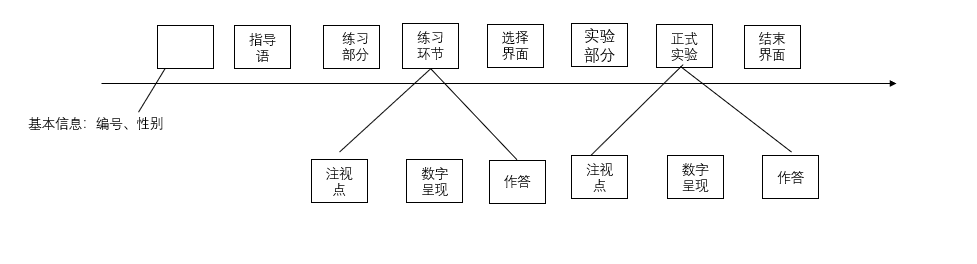 指导
语
练习
部分
练习
环节
选择
界面
实验
部分
正式
实验
结束
界面
基本信息：编号、性别
注视
点
数字
呈现
作答
注视
点
数字
呈现
作答